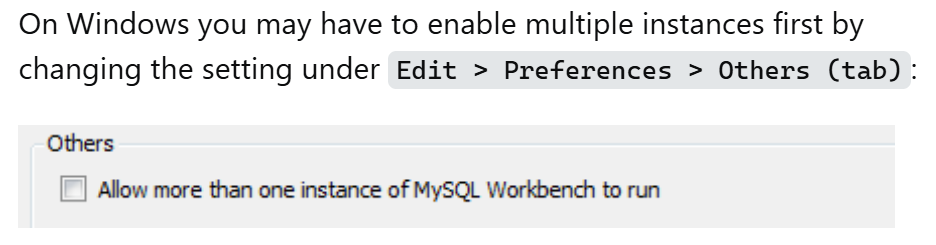 On Windows you may have to enable multiple instances first by
changing the setting under Edit > Preferences > Others (tab):
Others
Allow more than one instance of MySQL Workbench to run